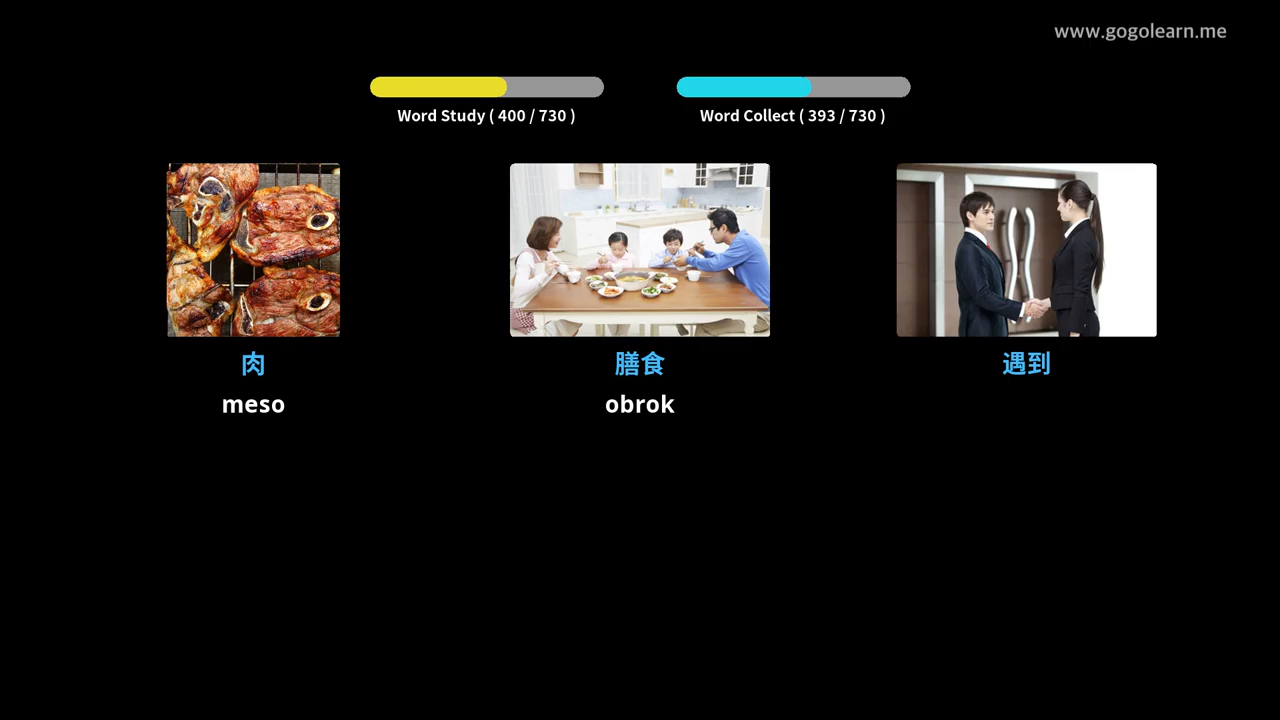 www.gogolearn.me
Word Study ( 400 / 730 )
Word Collect ( 393 / 730 )
肉
膳食
遇到
meso
obrok